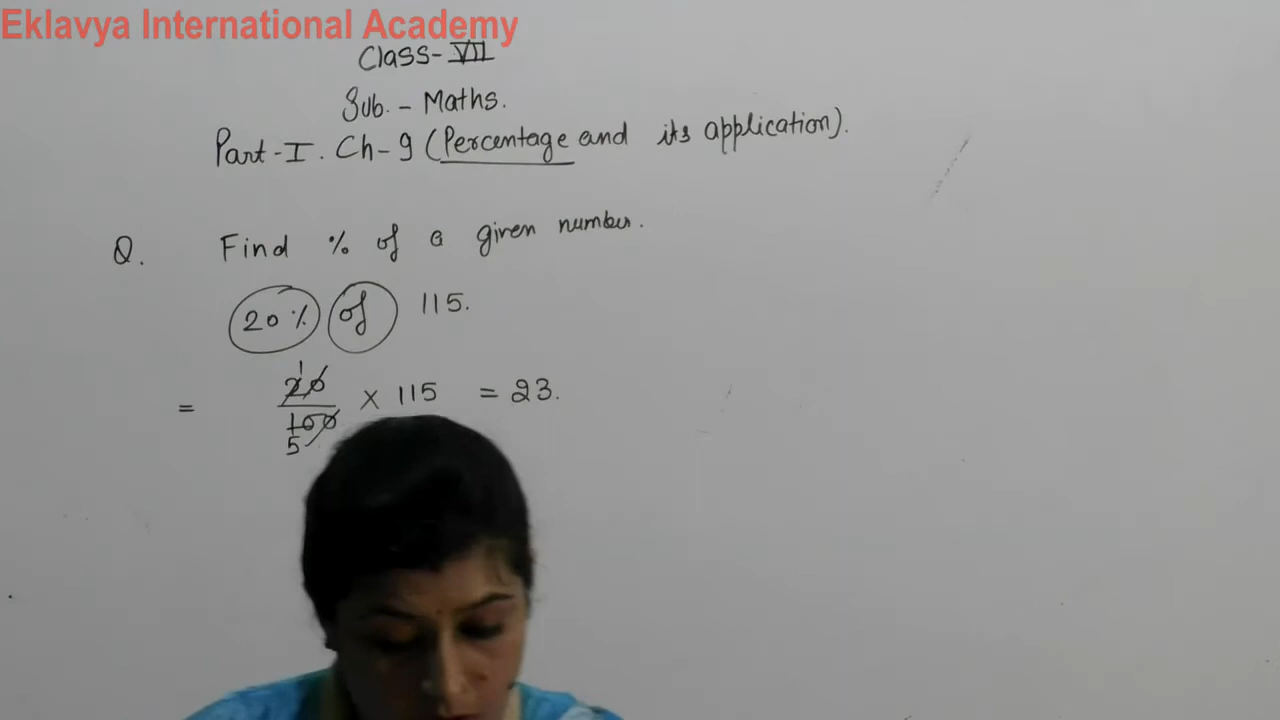 Eklavya International Academy
Class-VII
Sub. - Maths.
Part-I. Ch-9 (Percentage and its application).
Q. Find % of a given number.
20% of 115.
= 1 20/100 5 × 115 = 23.